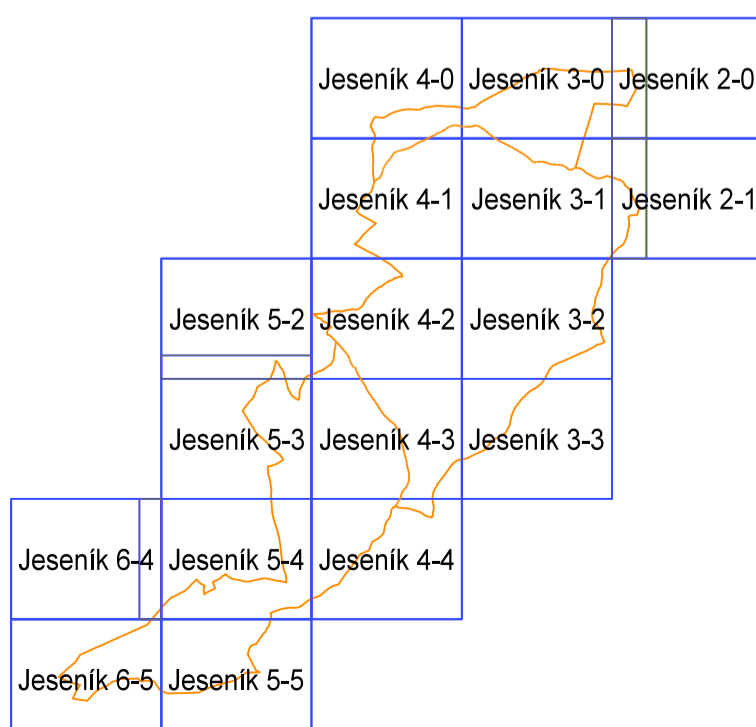 Jeseník 4-0
Jeseník 3-0
Jeseník 2-0
Jeseník 4-1
Jeseník 3-1
Jeseník 2-1
Jeseník 5-2
Jeseník 4-2
Jeseník 3-2
Jeseník 5-3
Jeseník 4-3
Jeseník 3-3
Jeseník 6-4
Jeseník 5-4
Jeseník 4-4
Jeseník 6-5
Jeseník 5-5